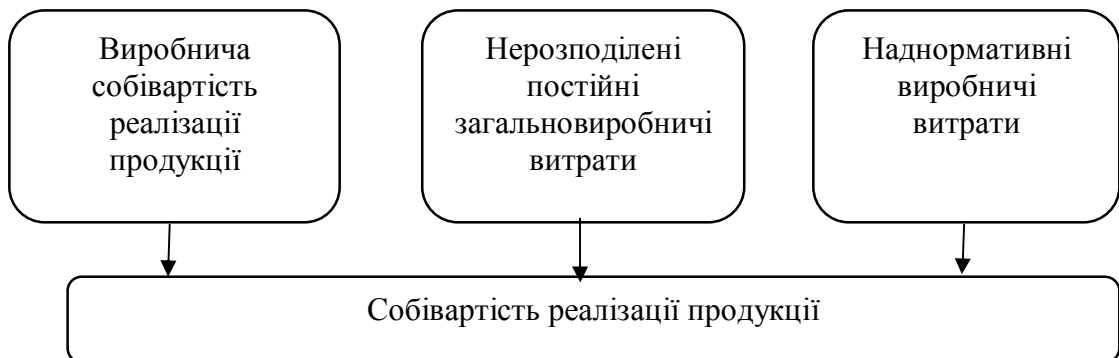 Виробнича
собівартість
реалізації
продукції
Нерозподілені
постійні
загальновиробничі
витрати
Наднормативні
виробничі
витрати
Собівартість реалізації продукції